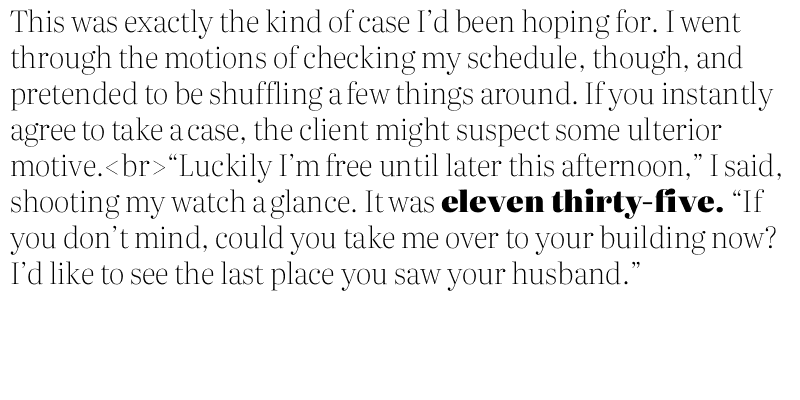 This was exactly the kind of case I’d been hoping for. I went
through the motions of checking my schedule, though, and
pretended to be shuffling a few things around. If you instantly
agree to take a case, the client might suspect some ulterior
motive.<br>“Luckily I’m free until later this afternoon,” I said,
shooting my watch a glance. It was eleven thirty-five. “If
you don’t mind, could you take me over to your building now?
I’d like to see the last place you saw your husband.”